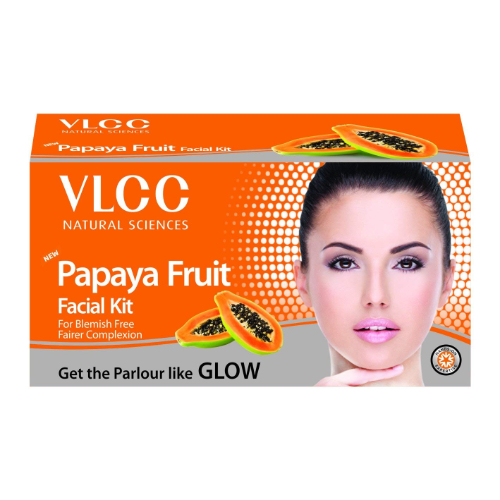 VLCC
NATURAL SCIENCES
NEW Papaya Fruit Facial Kit
VLCC
NATURAL SCIENCES
NEW
Papaya Fruit
Facial Kit
For Blemish Free
Fairer Complexion
Get the Parlour like GLOW